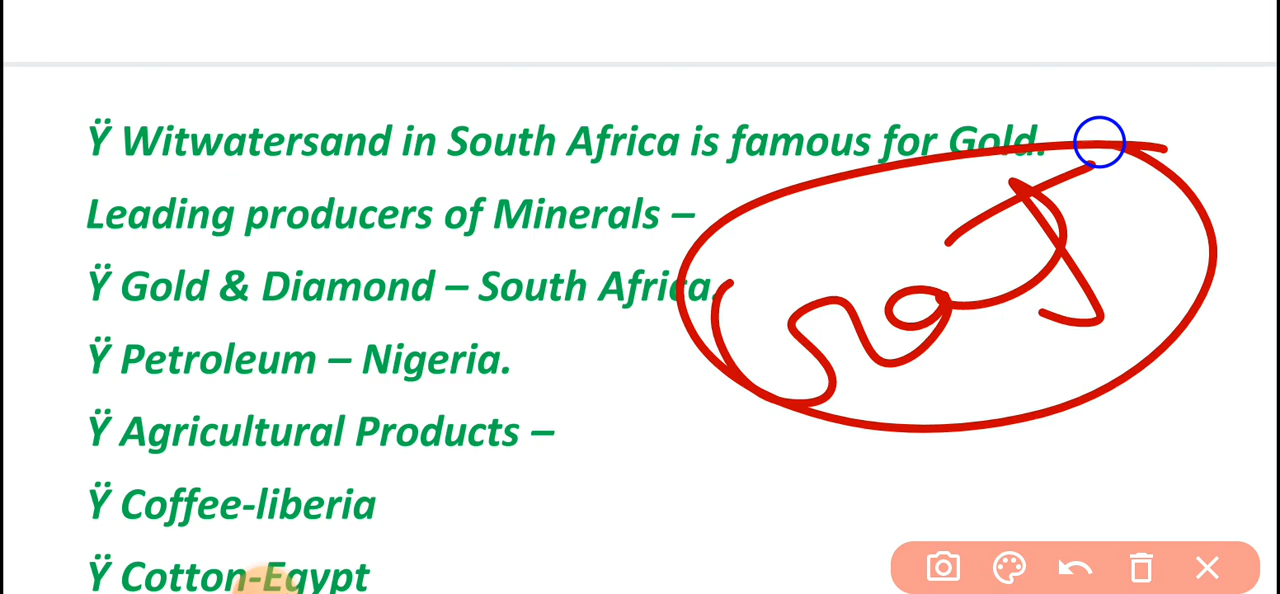 Ÿ Witwatersand in South Africa is famous for Gold.
Leading producers of Minerals –
Ÿ Gold & Diamond – South Africa.
Ÿ Petroleum – Nigeria.
Ÿ Agricultural Products –
Ÿ Coffee-liberia
Ÿ Cotton-Egypt